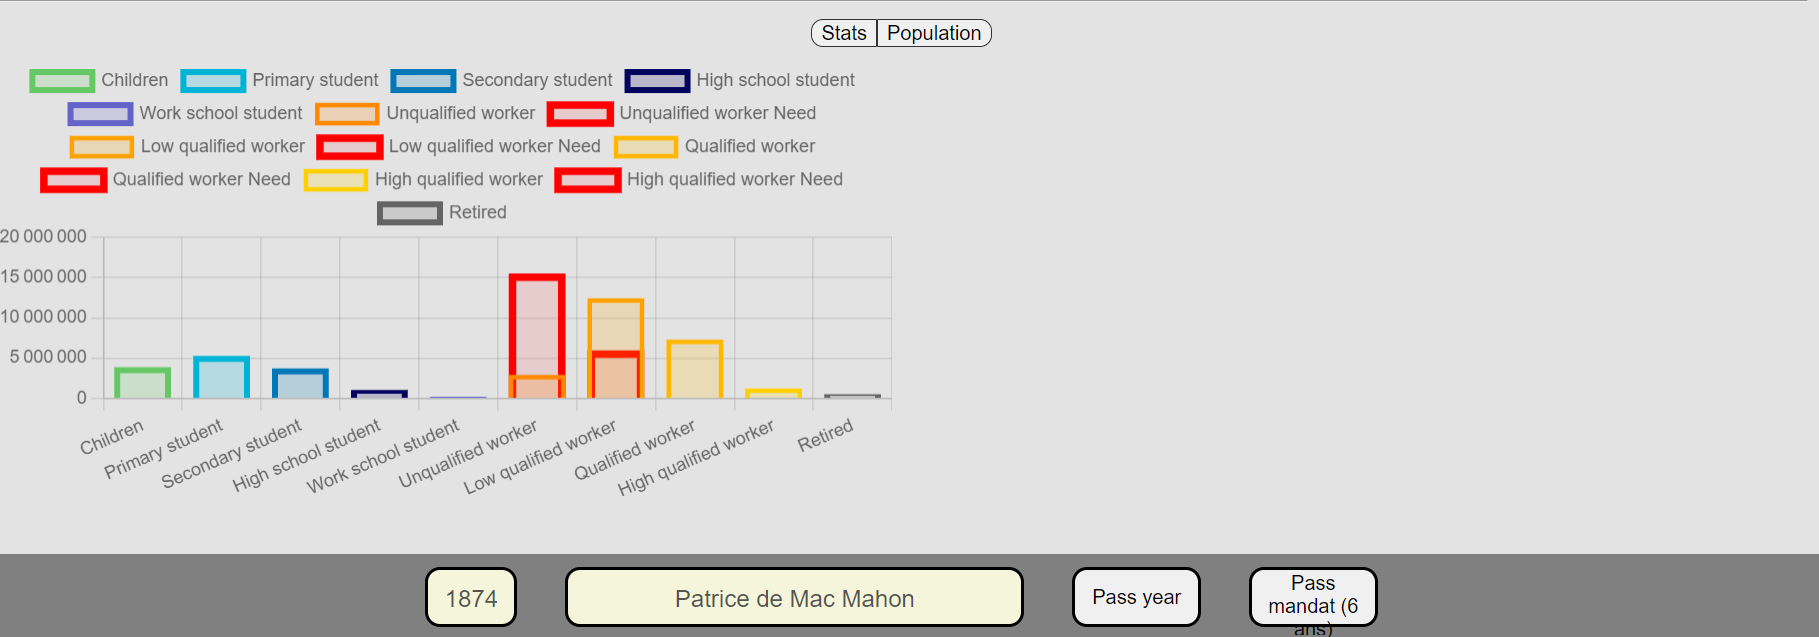 Stats Population
Children Primary student Secondary student High school student
Work school student Unqualified worker Unqualified worker Need
Low qualified worker Low qualified worker Need Qualified worker
Qualified worker Need High qualified worker High qualified worker Need
Retired
20 000 000
15 000 000
10 000 000
5 000 000
0
Children Primary student Secondary student High school student Work school student Unqualified worker Low qualified worker Qualified worker High qualified worker Retired
1874 Patrice de Mac Mahon Pass year
Pass
mandat (6
ans)